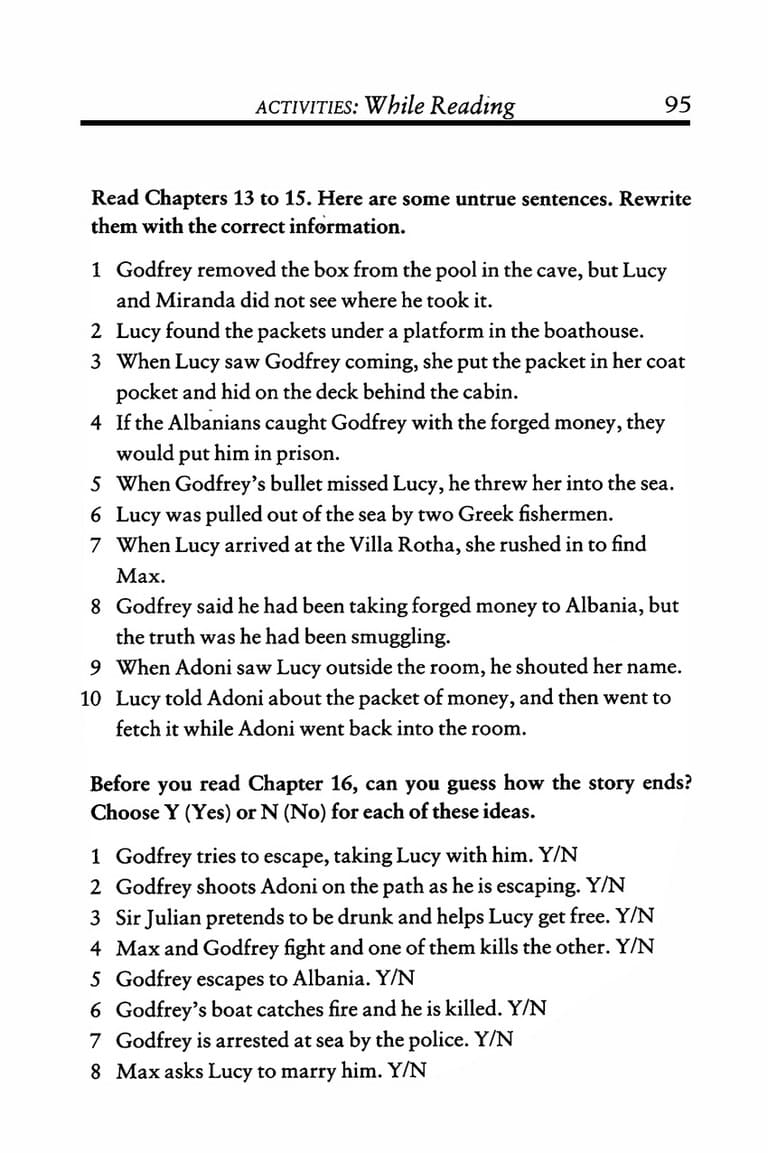 ACTIVITIES: While Reading 95
Read Chapters 13 to 15. Here are some untrue sentences. Rewrite
them with the correct information.
1 Godfrey removed the box from the pool in the cave, but Lucy
and Miranda did not see where he took it.
2 Lucy found the packets under a platform in the boathouse.
3 When Lucy saw Godfrey coming, she put the packet in her coat
pocket and hid on the deck behind the cabin.
4 If the Albanians caught Godfrey with the forged money, they
would put him in prison.
5 When Godfrey's bullet missed Lucy, he threw her into the sea.
6 Lucy was pulled out of the sea by two Greek fishermen.
7 When Lucy arrived at the Villa Rotha, she rushed in to find
Max.
8 Godfrey said he had been taking forged money to Albania, but
the truth was he had been smuggling.
9 When Adoni saw Lucy outside the room, he shouted her name.
10 Lucy told Adoni about the packet of money, and then went to
fetch it while Adoni went back into the room.
Before you read Chapter 16, can you guess how the story ends?
Choose Y (Yes) or N (No) for each of these ideas.
1 Godfrey tries to escape, taking Lucy with him. Y/N
2 Godfrey shoots Adoni on the path as he is escaping. Y/N
3 Sir Julian pretends to be drunk and helps Lucy get free. Y/N
4 Max and Godfrey fight and one of them kills the other. Y/N
5 Godfrey escapes to Albania. Y/N
6 Godfrey's boat catches fire and he is killed. Y/N
7 Godfrey is arrested at sea by the police. Y/N
8 Max asks Lucy to marry him. Y/N